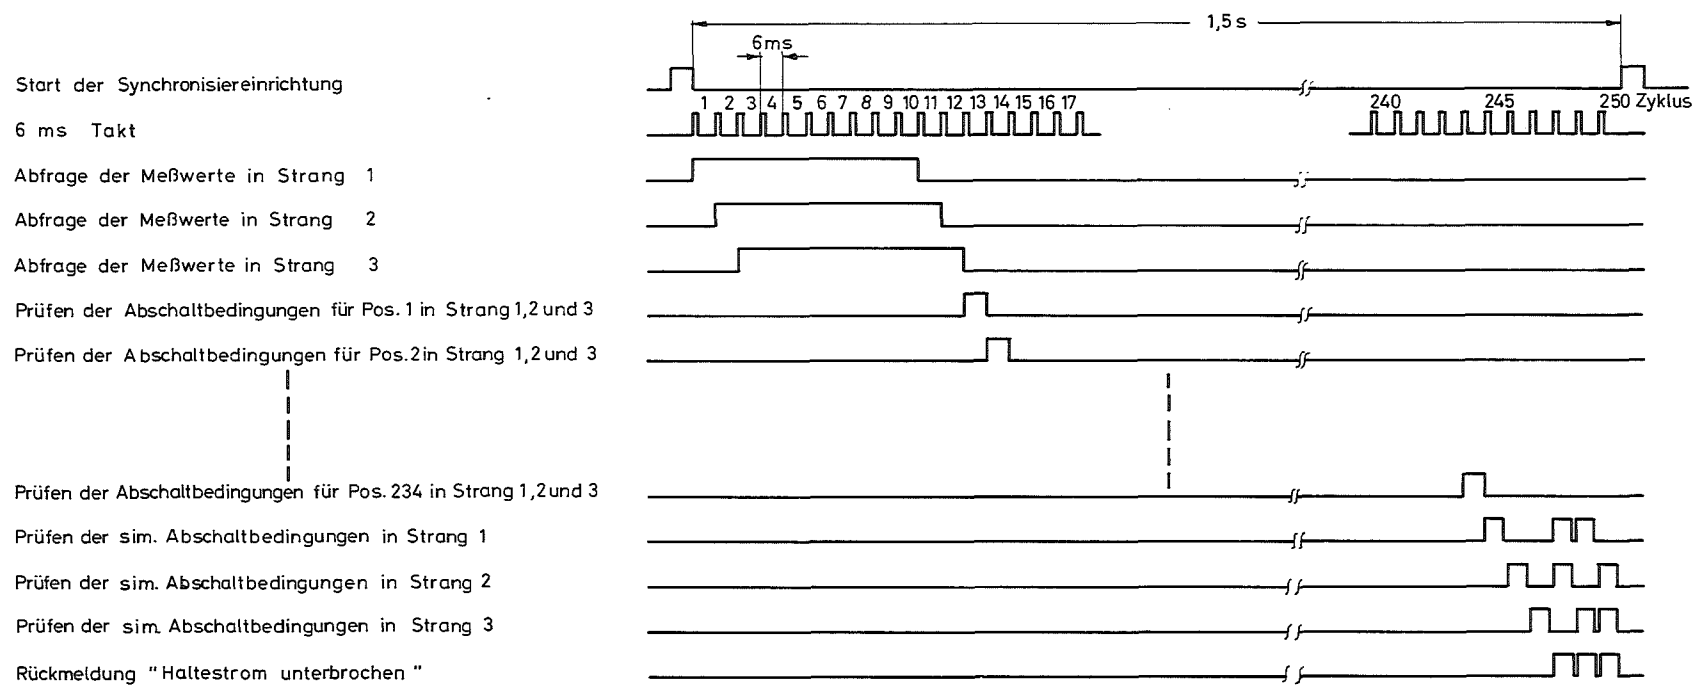 1,5 s
6ms
Start der Synchronisiereinrichtung
1 2 3 4 5 6 7 8 9 10 11 12 13 14 15 16 17 240 245 250 Zyklus
6 ms Takt
Abfrage der Meßwerte in Strang 1
Abfrage der Meßwerte in Strang 2
Abfrage der Meßwerte in Strang 3
Prüfen der Abschaltbedingungen für Pos. 1 in Strang 1,2 und 3
Prüfen der Abschaltbedingungen für Pos. 2 in Strang 1,2 und 3
Prüfen der Abschaltbedingungen für Pos. 234 in Strang 1,2 und 3
Prüfen der sim. Abschaltbedingungen in Strang 1
Prüfen der sim. Abschaltbedingungen in Strang 2
Prüfen der sim. Abschaltbedingungen in Strang 3
Rückmeldung "Haltestrom unterbrochen"